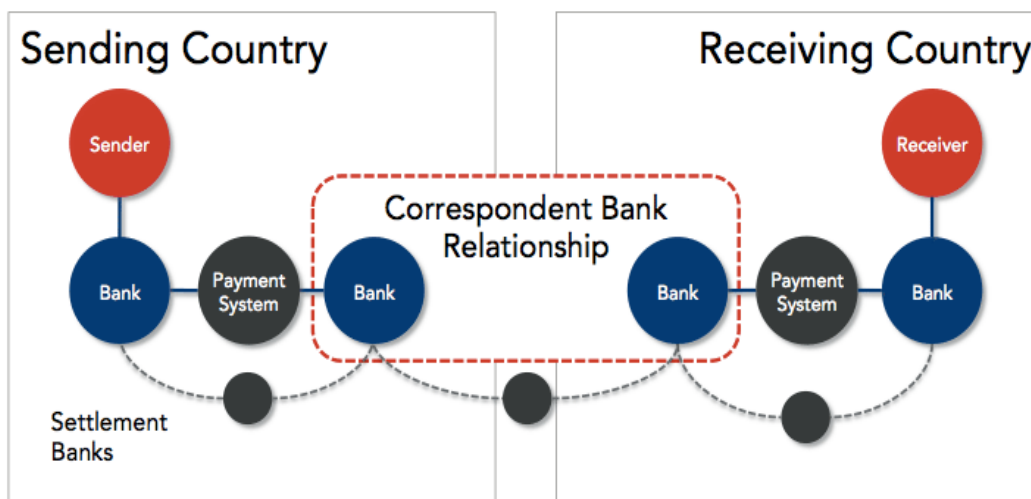 Sending Country
Receiving Country
Sender
Receiver
Correspondent Bank
Relationship
Bank
Payment
System
Bank
Bank
Payment
System
Bank
Settlement
Banks